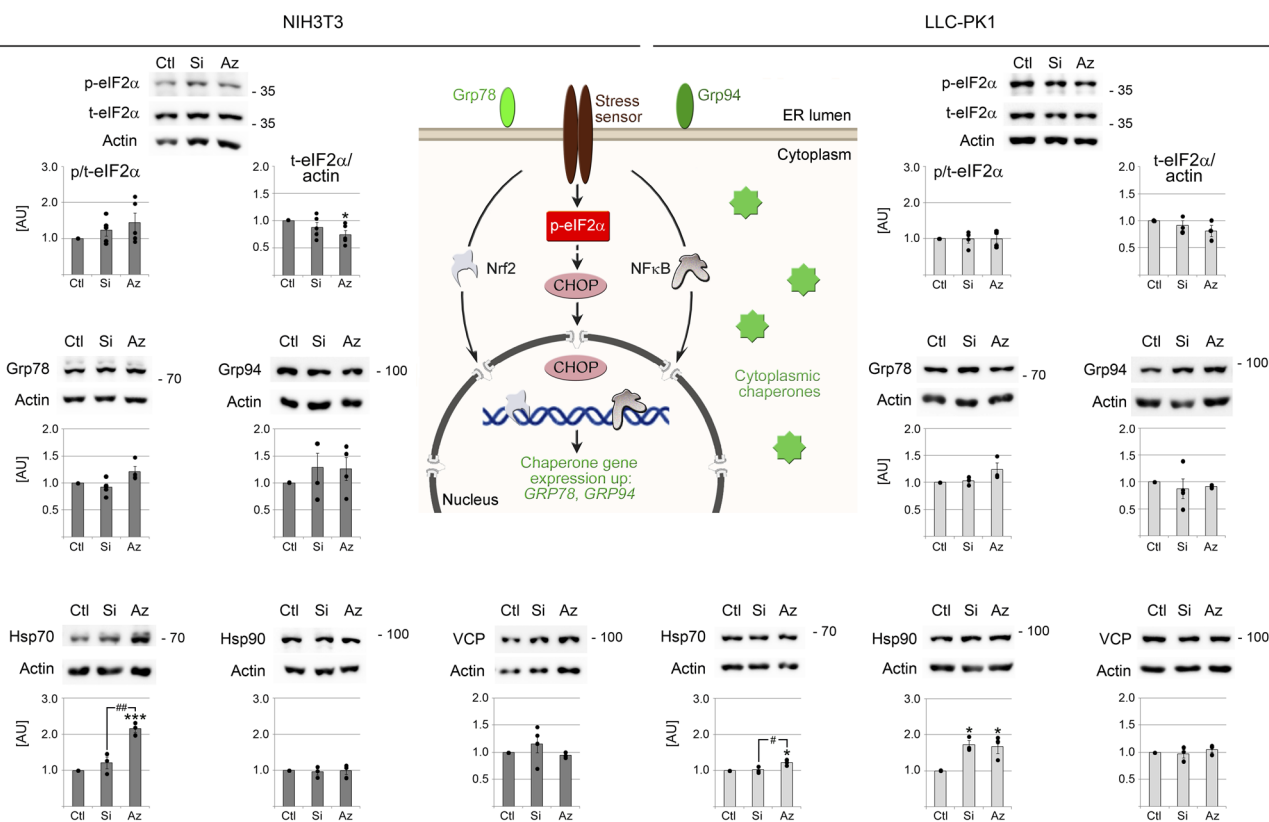 NIH3T3
LLC-PK1
Ctl Si Az
p-eIF2α
- 35
t-eIF2α
- 35
Actin
p/t-eIF2α
[AU]
3.0
2.0
1.0
Ctl Si Az
t-eIF2α/
actin
2.0
1.5
1.0
0.5
*
Ctl Si Az
Grp78
Stress
sensor
Grp94
ER lumen
Cytoplasm
p-eIF2α
Nrf2
NFκB
CHOP
CHOP
Cytoplasmic
chaperones
Chaperone gene
expression up:
GRP78, GRP94
Nucleus
Ctl Si Az
p-eIF2α
- 35
t-eIF2α
- 35
Actin
p/t-eIF2α
[AU]
3.0
2.0
1.0
Ctl Si Az
t-eIF2α/
actin
2.0
1.5
1.0
0.5
Ctl Si Az
Ctl Si Az
Grp78
- 70
Actin
[AU]
2.0
1.5
1.0
0.5
Ctl Si Az
Ctl Si Az
Grp94
- 100
Actin
2.0
1.5
1.0
0.5
Ctl Si Az
Ctl Si Az
Grp78
- 70
Actin
[AU]
2.0
1.5
1.0
0.5
Ctl Si Az
Ctl Si Az
Grp94
- 100
Actin
2.0
1.5
1.0
0.5
Ctl Si Az
Ctl Si Az
Hsp70
- 70
Actin
[AU]
3.0
2.0
1.0
##
***
Ctl Si Az
Ctl Si Az
Hsp90
- 100
Actin
3.0
2.0
1.0
Ctl Si Az
Ctl Si Az
VCP
- 100
Actin
2.0
1.5
1.0
0.5
Ctl Si Az
Ctl Si Az
Hsp70
- 70
Actin
[AU]
3.0
2.0
1.0
#
*
Ctl Si Az
Ctl Si Az
Hsp90
- 100
Actin
3.0
2.0
1.0
* *
Ctl Si Az
Ctl Si Az
VCP
- 100
Actin
3.0
2.0
1.0
Ctl Si Az